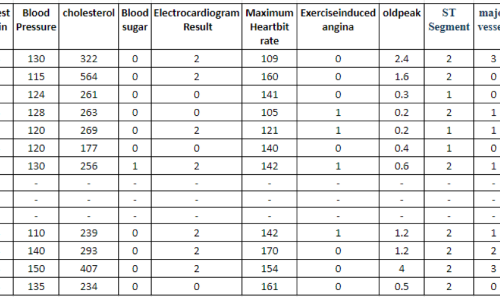 est Blood cholesterol Blood Electrocardiogram Maximum Exerciseinduced oldpeak ST maj
in Pressure sugar Result Heartbit angina Segment vesse
rate
130 322 0 2 109 0 2.4 2 3
115 564 0 2 160 0 1.6 2 0
124 261 0 0 141 0 0.3 1 0
128 263 0 0 105 1 0.2 2 1
120 269 0 2 121 1 0.2 1 1
120 177 0 0 140 0 0.4 1 0
130 256 1 2 142 1 0.6 2 1
- - - - - - - - -
- - - - - - - - -
- - - - - - - - -
110 239 0 2 142 1 1.2 2 1
140 293 0 2 170 0 1.2 2 2
150 407 0 2 154 0 4 2 3
135 234 0 0 161 0 0.5 2 0